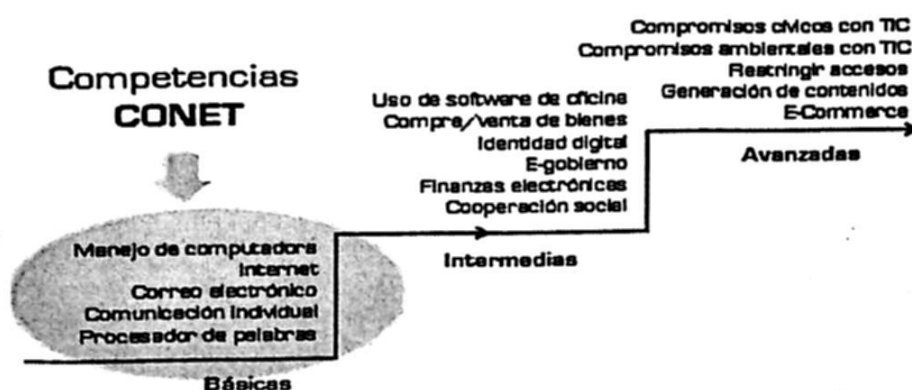 Competencias
CONET
Manejo de computadora
Internet
Correo electrónico
Comunicación individual
Procesador de palabras
Básicas
Uso de software de oficina
Compra/venta de bienes
Identidad digital
E-gobierno
Finanzas electrónicas
Cooperación social
Intermedias
Compromisos cívicos con TIC
Compromisos ambientales con TIC
Restringir accesos
Generación de contenidos
E-Commerce
Avanzadas